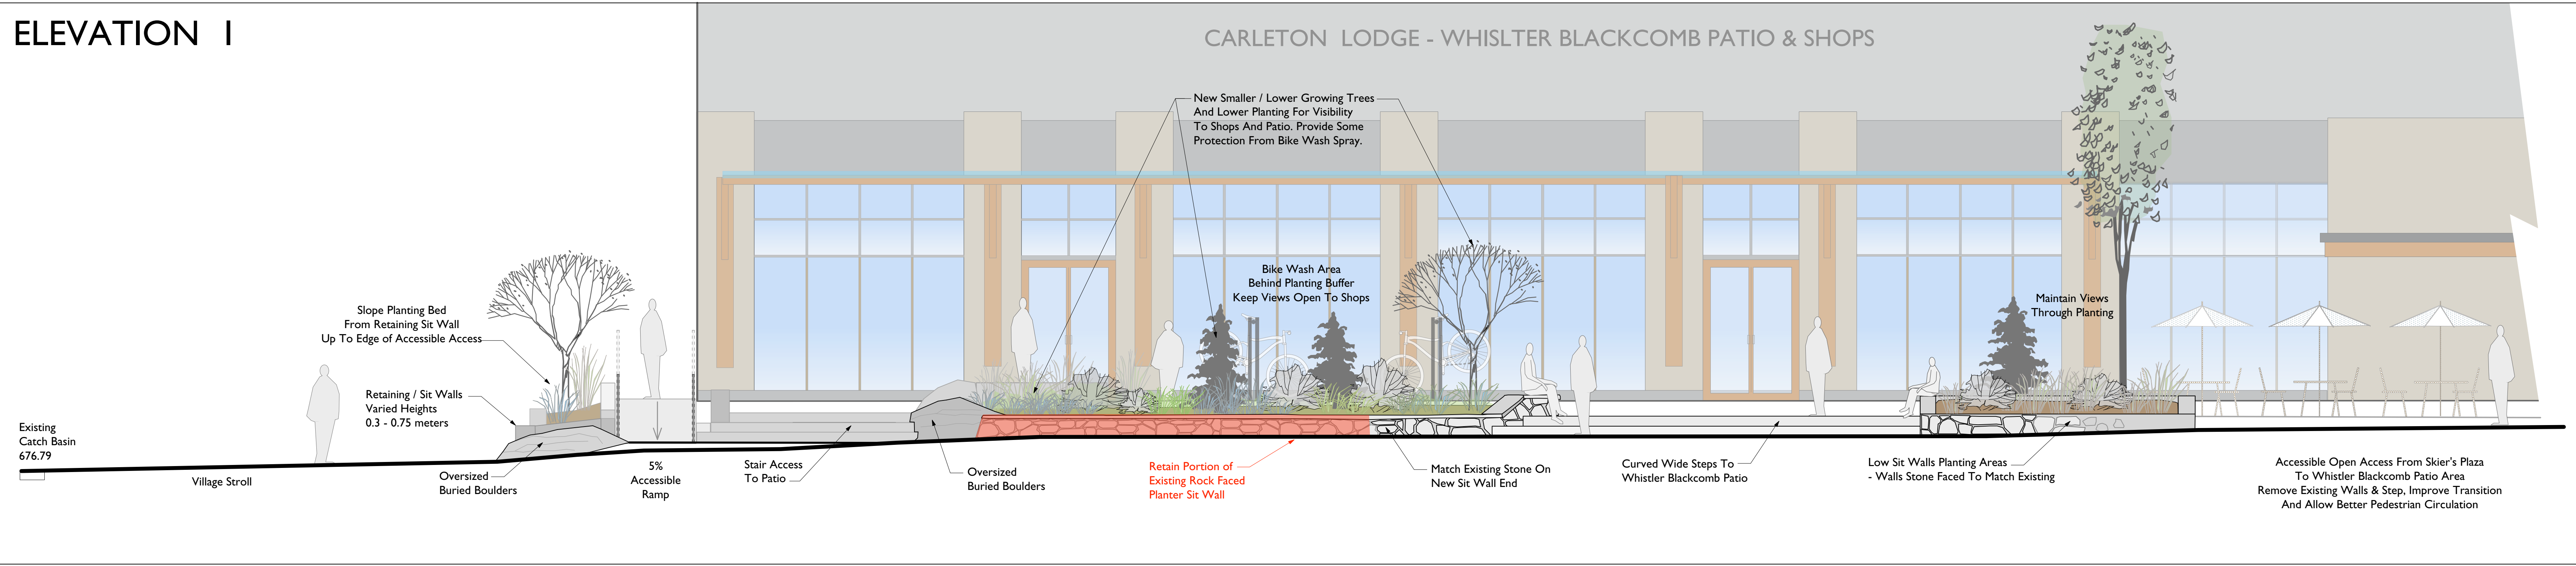 ELEVATION 1
CARLETON LODGE - WHISLTER BLACKCOMB PATIO & SHOPS
New Smaller / Lower Growing Trees
And Lower Planting For Visibility
To Shops And Patio. Provide Some
Protection From Bike Wash Spray.
Bike Wash Area
Behind Planting Buffer
Keep Views Open To Shops
Maintain Views
Through Planting
Slope Planting Bed
From Retaining Sit Wall
Up To Edge of Accessible Access
Retaining / Sit Walls
Varied Heights
0.3 - 0.75 meters
Existing
Catch Basin
676.79
Village Stroll
Oversized
Buried Boulders
5%
Accessible
Ramp
Stair Access
To Patio
Oversized
Buried Boulders
Retain Portion of
Existing Rock Faced
Planter Sit Wall
Match Existing Stone On
New Sit Wall End
Curved Wide Steps To
Whistler Blackcomb Patio
Low Sit Walls Planting Areas
- Walls Stone Faced To Match Existing
Accessible Open Access From Skier's Plaza
To Whistler Blackcomb Patio Area
Remove Existing Walls & Step, Improve Transition
And Allow Better Pedestrian Circulation